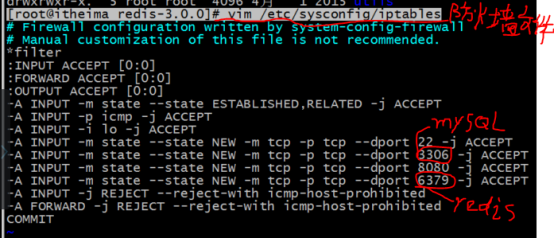 drwxrwxr-x. 5 root root 4096 4月 1 2015 utils
[root@itheima redis-3.0.0]# vim /etc/sysconfig/iptables 防火墙文件
# Firewall configuration written by system-config-firewall
# Manual customization of this file is not recommended.
*filter
:INPUT ACCEPT [0:0]
:FORWARD ACCEPT [0:0]
:OUTPUT ACCEPT [0:0]
-A INPUT -m state --state ESTABLISHED,RELATED -j ACCEPT
-A INPUT -p icmp -j ACCEPT
-A INPUT -i lo -j ACCEPT
mySQL
-A INPUT -m state --state NEW -m tcp -p tcp --dport 22 -j ACCEPT
-A INPUT -m state --state NEW -m tcp -p tcp --dport 3306 -j ACCEPT
-A INPUT -m state --state NEW -m tcp -p tcp --dport 8080 -j ACCEPT
-A INPUT -m state --state NEW -m tcp -p tcp --dport 6379 -j ACCEPT
-A INPUT -j REJECT --reject-with icmp-host-prohibited
-A FORWARD -j REJECT --reject-with icmp-host-prohibited
redis
COMMIT
~